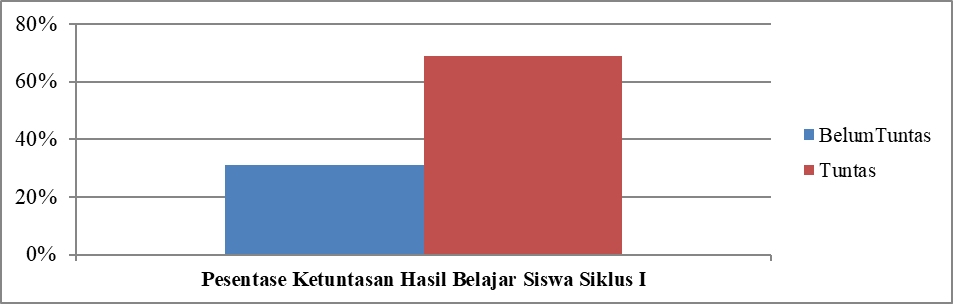 80%
60%
40%
20%
0%
BelumTuntas
Tuntas
Pesentase Ketuntasan Hasil Belajar Siswa Siklus I